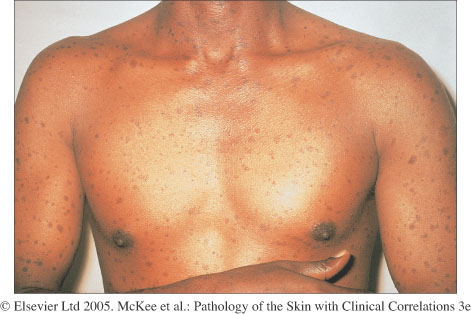 © Elsevier Ltd 2005. McKee et al.: Pathology of the Skin with Clinical Correlations 3e